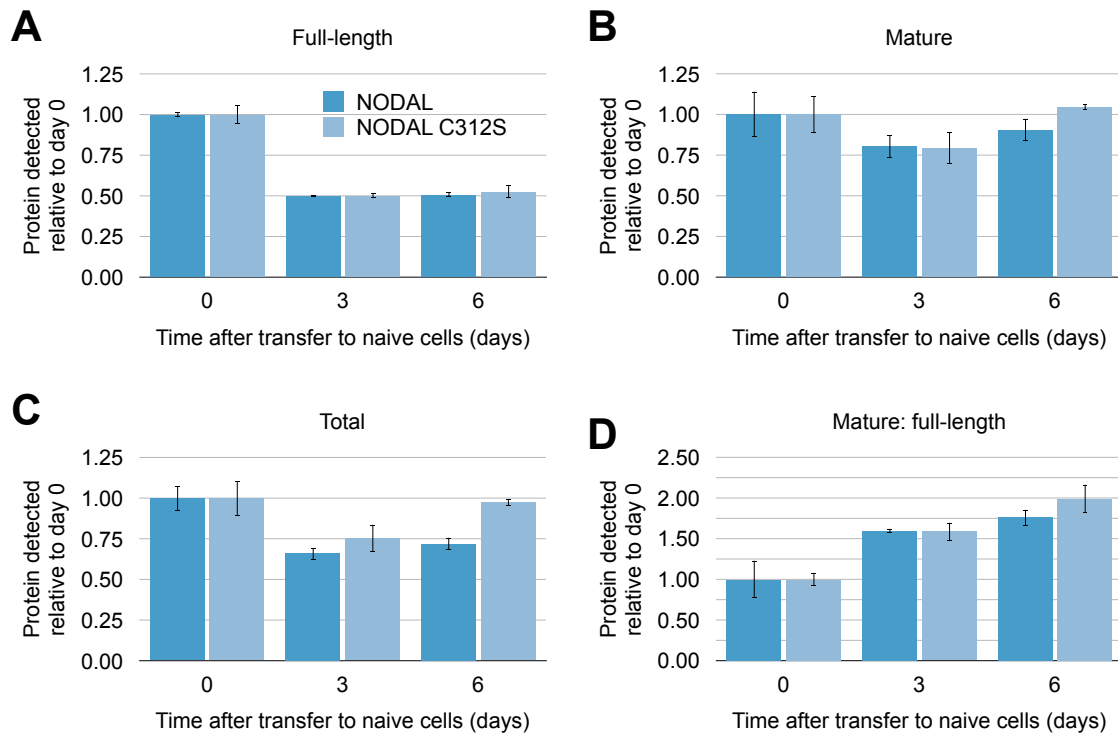 A
Full-length
Protein detected
relative to day 0
1.25
1.00
0.75
0.50
0.25
0.00
NODAL
NODAL C312S
0 3 6
Time after transfer to naive cells (days)
B
Mature
Protein detected
relative to day 0
1.25
1.00
0.75
0.50
0.25
0.00
0 3 6
Time after transfer to naive cells (days)
C
Total
Protein detected
relative to day 0
1.25
1.00
0.75
0.50
0.25
0.00
0 3 6
Time after transfer to naive cells (days)
D
Mature: full-length
Protein detected
relative to day 0
2.50
2.00
1.50
1.00
0.50
0.00
0 3 6
Time after transfer to naive cells (days)